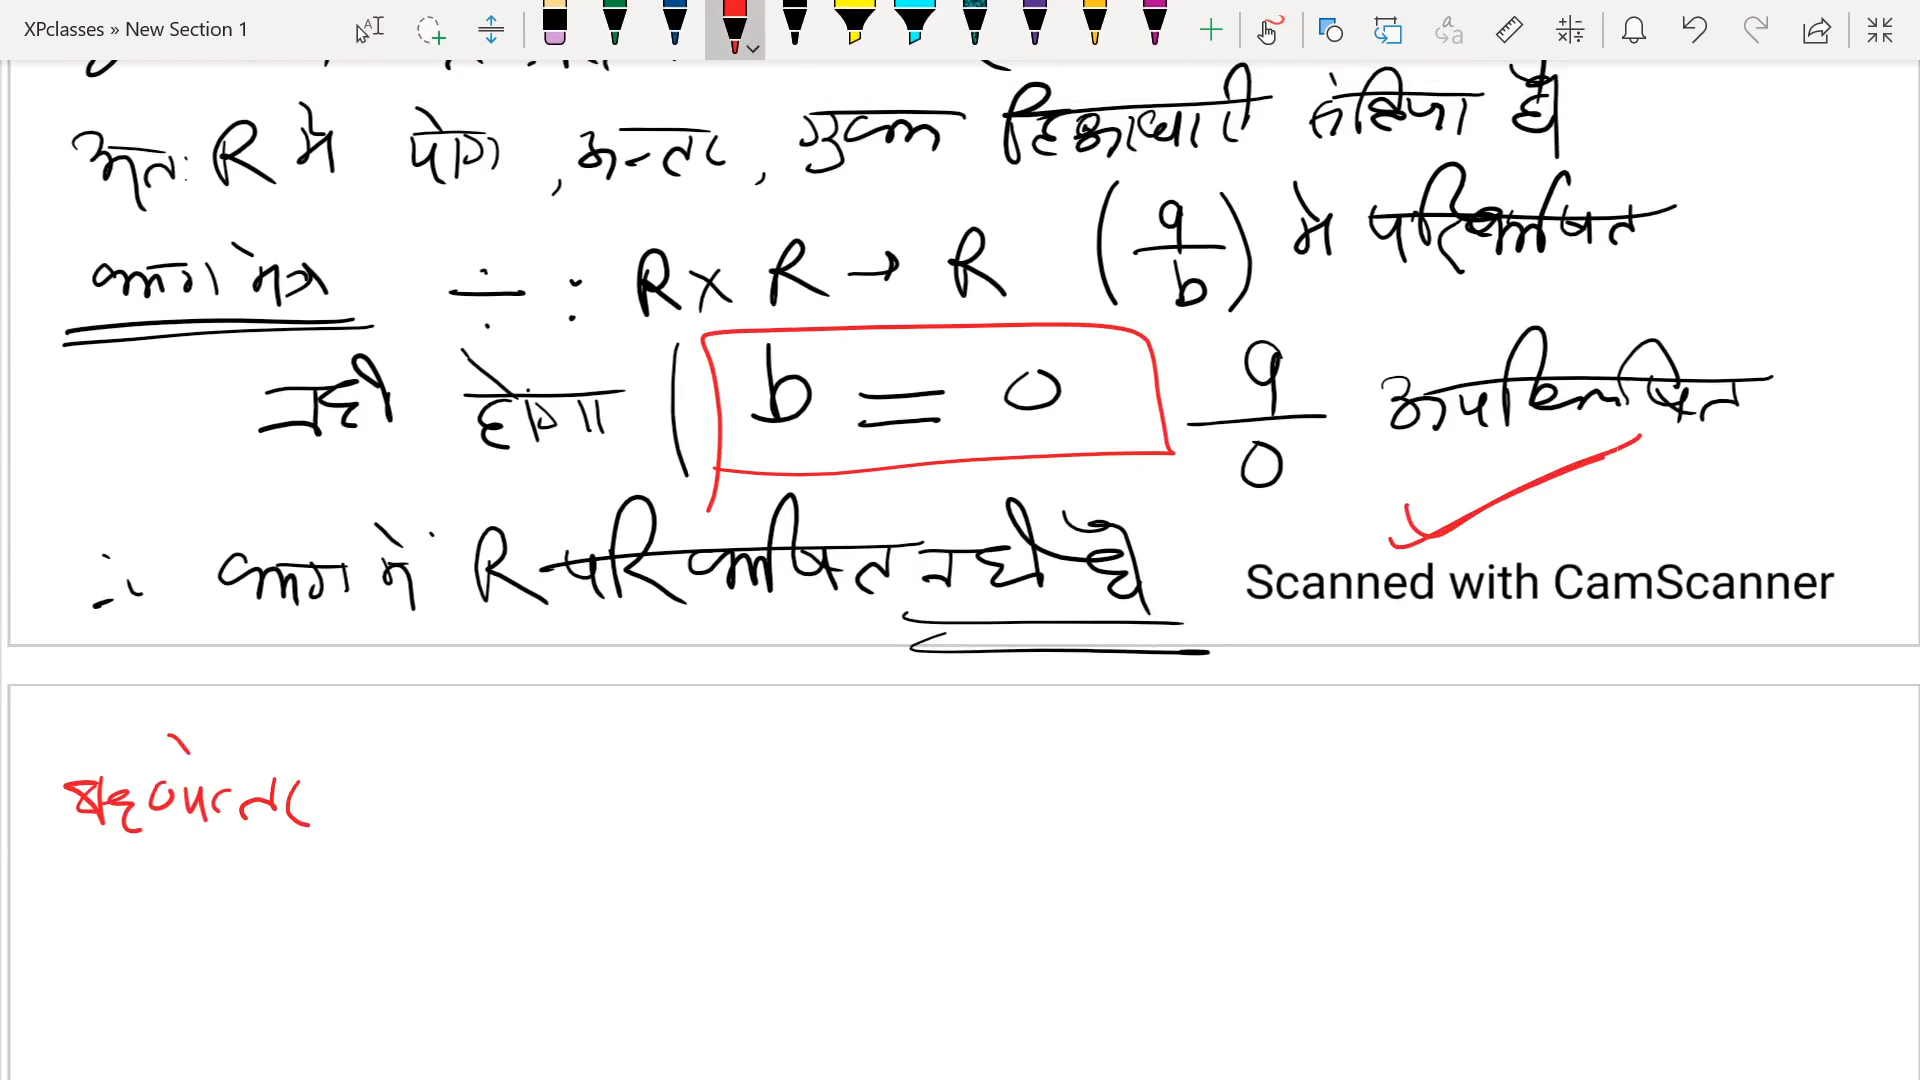 XPclasses » New Section 1
अतः R में योग, अन्तर, गुणन द्विआधारी संक्रिया है
भाग में ÷ : R × R → R (a/b) में परिभाषित
नही होगा ( b = 0 a/0 अपरिभाषित
∴ भाग में R परिभाषित नही है
Scanned with CamScanner